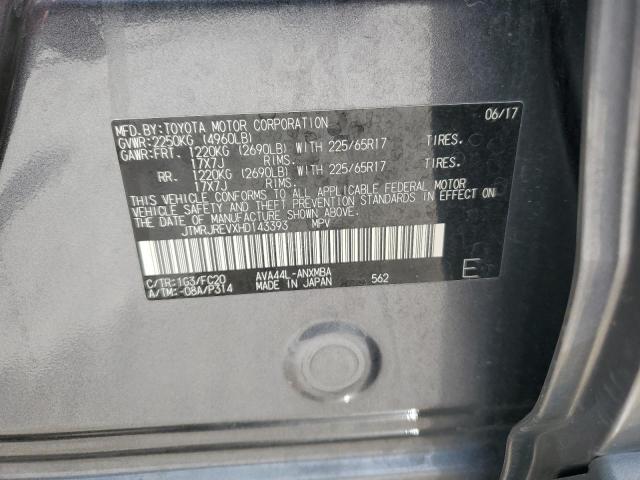 MFD. BY: TOYOTA MOTOR CORPORATION 06/17
GVWR: 2250KG (4960LB)
GAWR: FRT. 1220KG (2690LB) WITH 225/65R17 TIRES.
17X7J RIMS.
RR. 1220KG (2690LB) WITH 225/65R17 TIRES.
17X7J RIMS.
THIS VEHICLE CONFORMS TO ALL APPLICABLE FEDERAL MOTOR
VEHICLE SAFETY AND THEFT PREVENTION STANDARDS IN EFFECT ON
THE DATE OF MANUFACTURE SHOWN ABOVE.
JTMRJREVXHD143393 MPV
C/TR: 1G3/FC20 AVA44L-ANXMBA
A/TM: -08A/P314 MADE IN JAPAN 562 E